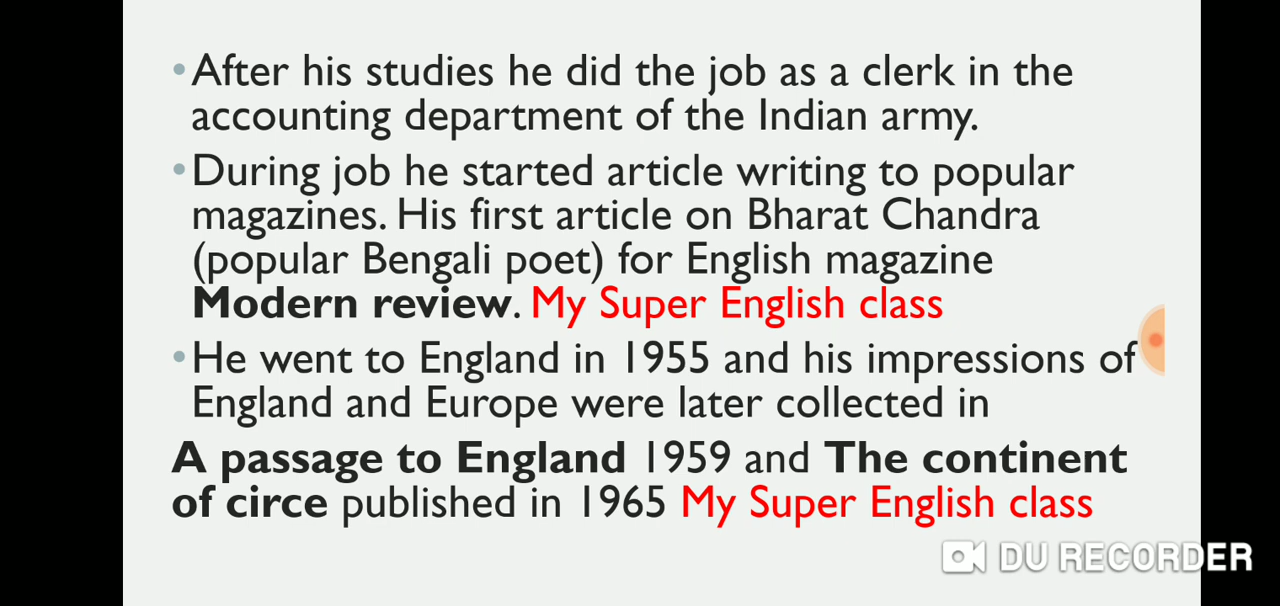 •After his studies he did the job as a clerk in the
accounting department of the Indian army.
•During job he started article writing to popular
magazines. His first article on Bharat Chandra
(popular Bengali poet) for English magazine
Modern review. My Super English class
•He went to England in 1955 and his impressions of
England and Europe were later collected in
A passage to England 1959 and The continent
of circe published in 1965 My Super English class
DU RECORDER